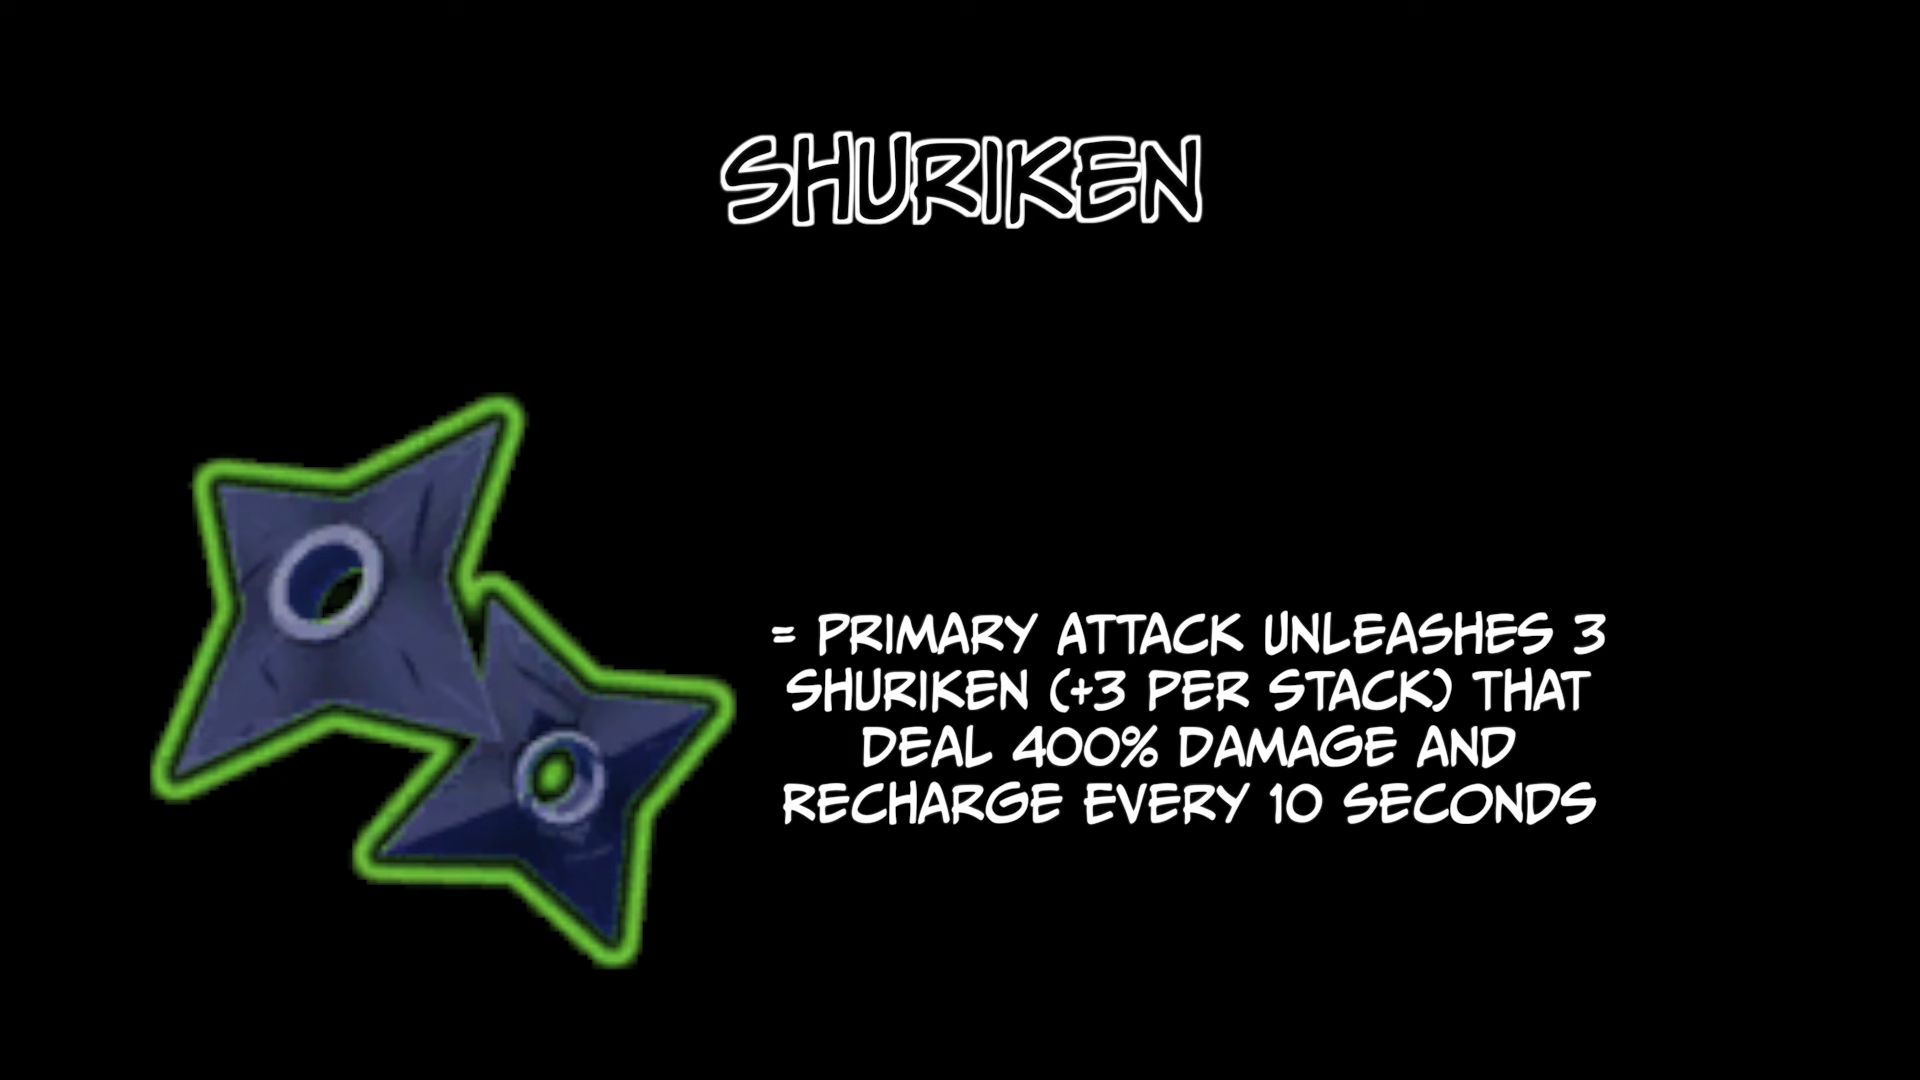 SHURIKEN
= PRIMARY ATTACK UNLEASHES 3
SHURIKEN (+3 PER STACK) THAT
DEAL 400% DAMAGE AND
RECHARGE EVERY 10 SECONDS